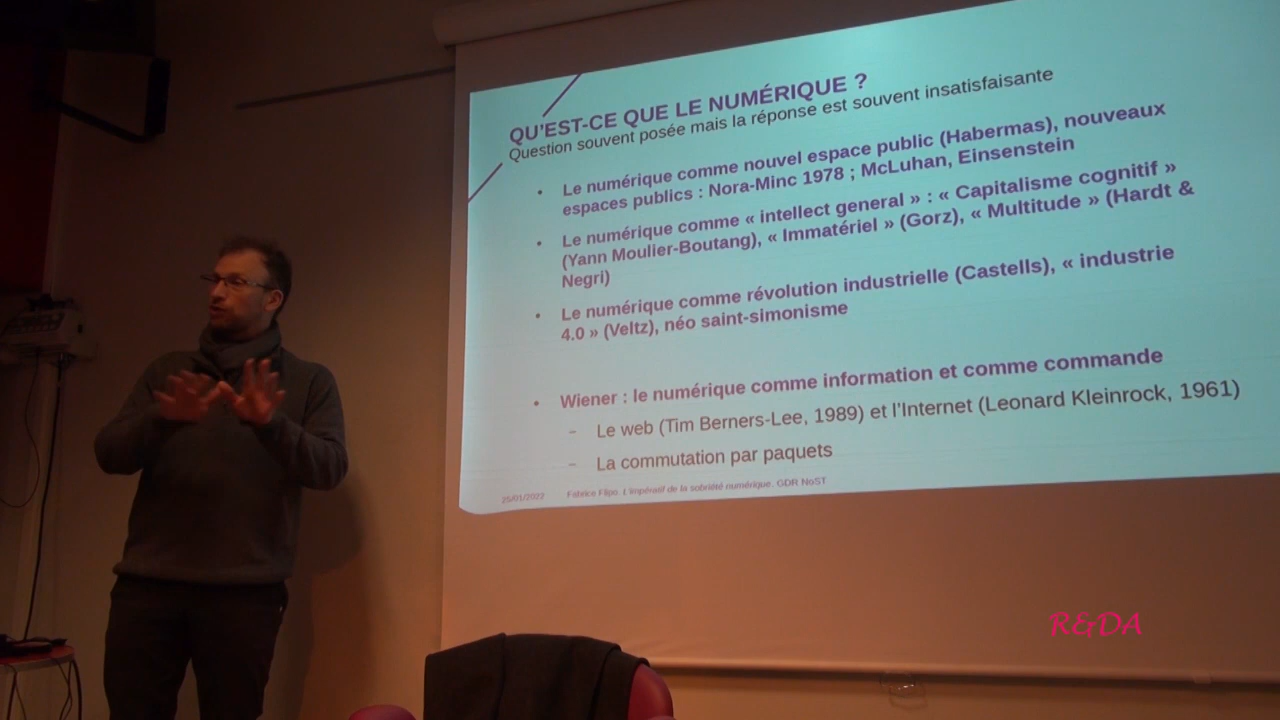 QU'EST-CE QUE LE NUMÉRIQUE ?
Question souvent posée mais la réponse est souvent insatisfaisante
• Le numérique comme nouvel espace public (Habermas), nouveaux
espaces publics : Nora-Minc 1978 ; McLuhan, Einsenstein
• Le numérique comme « intellect general » : « Capitalisme cognitif »
(Yann Moulier-Boutang), « Immatériel » (Gorz), « Multitude » (Hardt &
Negri)
• Le numérique comme révolution industrielle (Castells), « industrie
4.0 » (Veltz), néo saint-simonisme
• Wiener : le numérique comme information et comme commande
– Le web (Tim Berners-Lee, 1989) et l'Internet (Leonard Kleinrock, 1961)
– La commutation par paquets
25/01/2022 Fabrice Flipo. L'impératif de la sobriété numérique. GDR NoST
R&DA